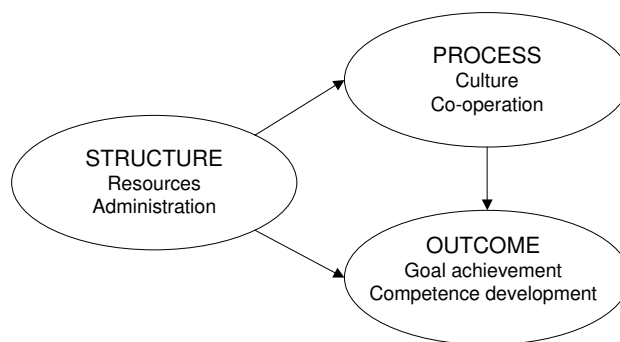 PROCESS
Culture
Co-operation
STRUCTURE
Resources
Administration
OUTCOME
Goal achievement
Competence development